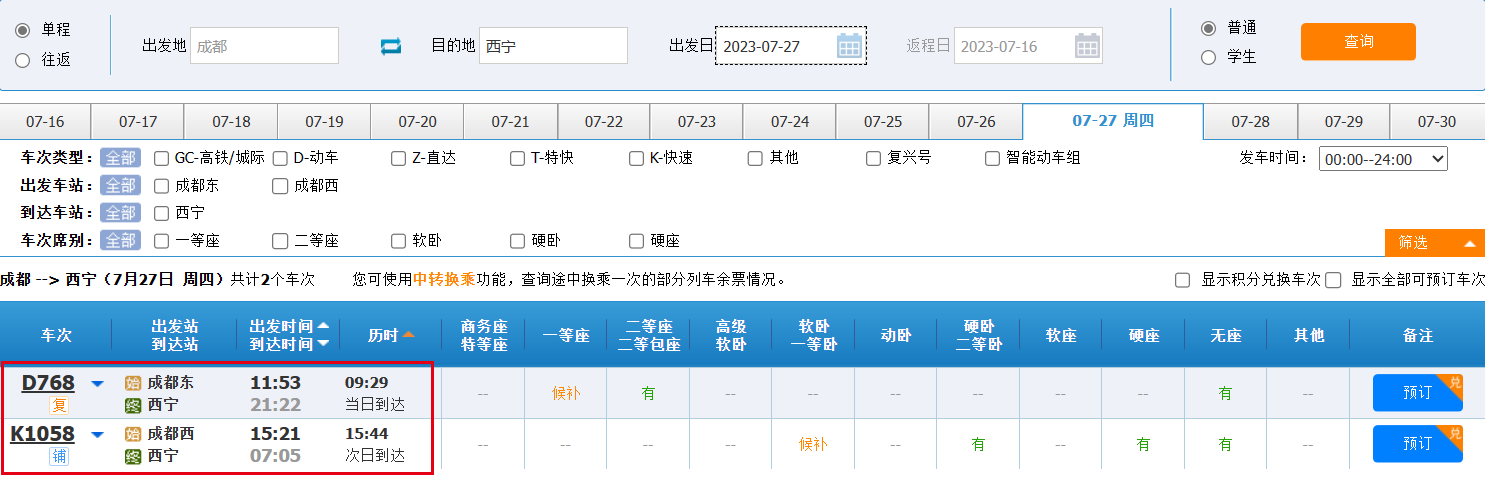 单程
往返
出发地 成都
目的地 西宁
出发日 2023-07-27
返程日 2023-07-16
普通
学生
查询
07-16 07-17 07-18 07-19 07-20 07-21 07-22 07-23 07-24 07-25 07-26 07-27 周四 07-28 07-29 07-30
车次类型： 全部 GC-高铁/城际 D-动车 Z-直达 T-特快 K-快速 其他 复兴号 智能动车组 发车时间： 00:00--24:00
出发车站： 全部 成都东 成都西
到达车站： 全部 西宁
车次席别： 全部 一等座 二等座 软卧 硬卧 硬座
筛选
成都 --> 西宁（7月27日 周四）共计2个车次 您可使用中转换乘功能，查询途中换乘一次的部分列车余票情况。 显示积分兑换车次 显示全部可预订车次
车次 出发站 到达站 出发时间 到达时间 历时 商务座 特等座 一等座 二等座 二等包座 高级 软卧 软卧 一等卧 动卧 硬卧 二等卧 软座 硬座 无座 其他 备注
D768 始 成都东 11:53 09:29 -- 候补 有 -- -- -- -- -- -- 有 -- 预订 兑
复 终 西宁 21:22 当日到达
K1058 始 成都西 15:21 15:44 -- -- -- -- 候补 -- 有 -- 有 有 -- 预订 兑
铺 终 西宁 07:05 次日到达